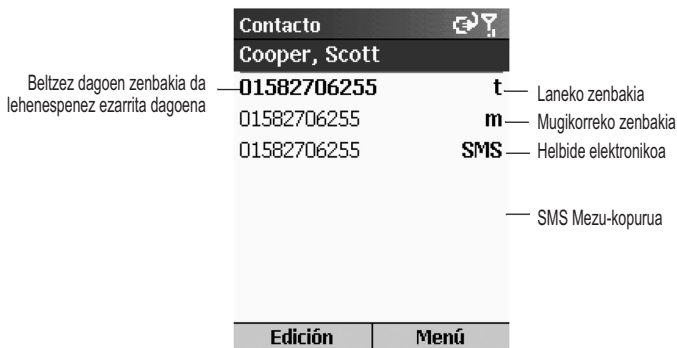 Contacto
Cooper, Scott
Beltzez dagoen zenbakia da
lehenespenez ezarrita dagoena
01582706255 t
Laneko zenbakia
01582706255 m
Mugikorreko zenbakia
01582706255 SMS
Helbide elektronikoa
SMS Mezu-kopurua
Edición Menú